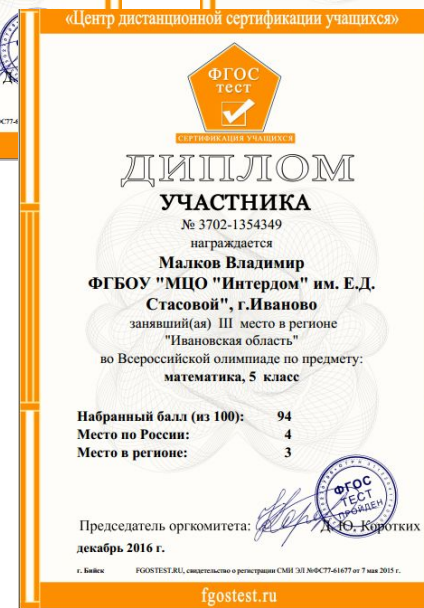 «Центр дистанционной сертификации учащихся»
ФГОС
тест
СЕРТИФИКАЦИЯ УЧАЩИХСЯ
ДИПЛОМ
УЧАСТНИКА
№ 3702-1354349
награждается
Малков Владимир
ФГБОУ "МЦО "Интердом" им. Е.Д.
Стасовой", г.Иваново
занявший(ая) III место в регионе
"Ивановская область"
во Всероссийской олимпиаде по предмету:
математика, 5 класс
Набранный балл (из 100): 94
Место по России: 4
Место в регионе: 3
ФГОС
ТЕСТ
ПРОЙДЕН
Председатель оргкомитета: Д.Ю. Коротких
декабрь 2016 г.
г. Бийск FGOSTEST.RU, свидетельство о регистрации СМИ ЭЛ №ФС77-61677 от 7 мая 2015 г.
fgostest.ru